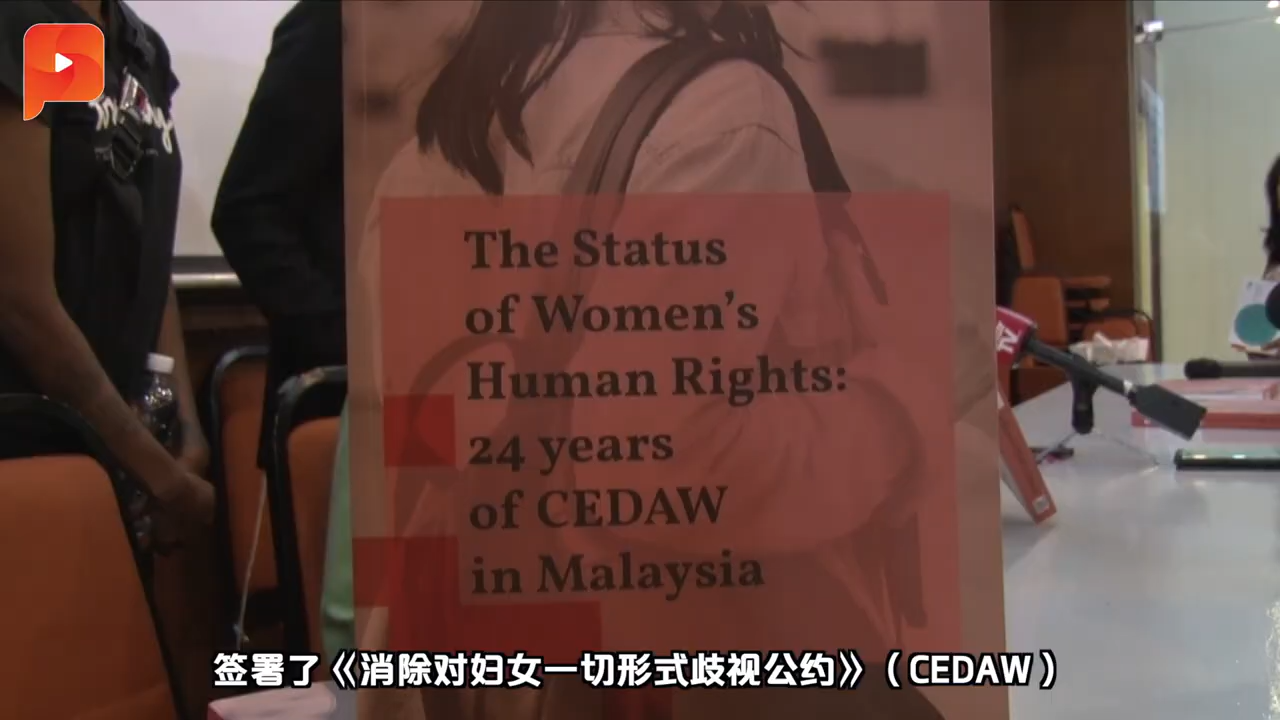 The Status
of Women's
Human Rights:
24 years
of CEDAW
in Malaysia
签署了《消除对妇女一切形式歧视公约》（CEDAW）